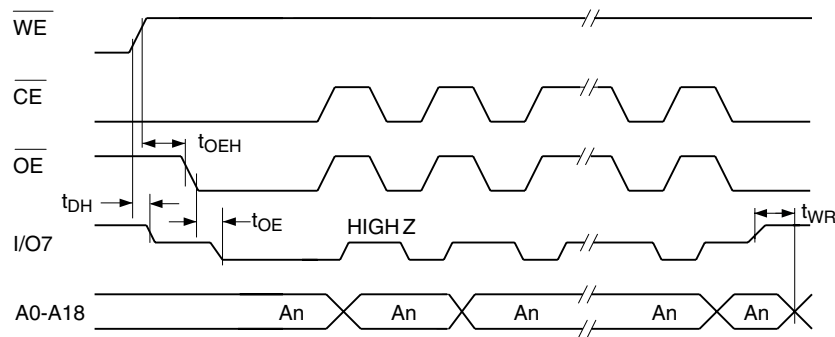 WE
CE
tOEH
OE
tDH
tOE
HIGH Z
tWR
I/O7
A0-A18 An An An An An